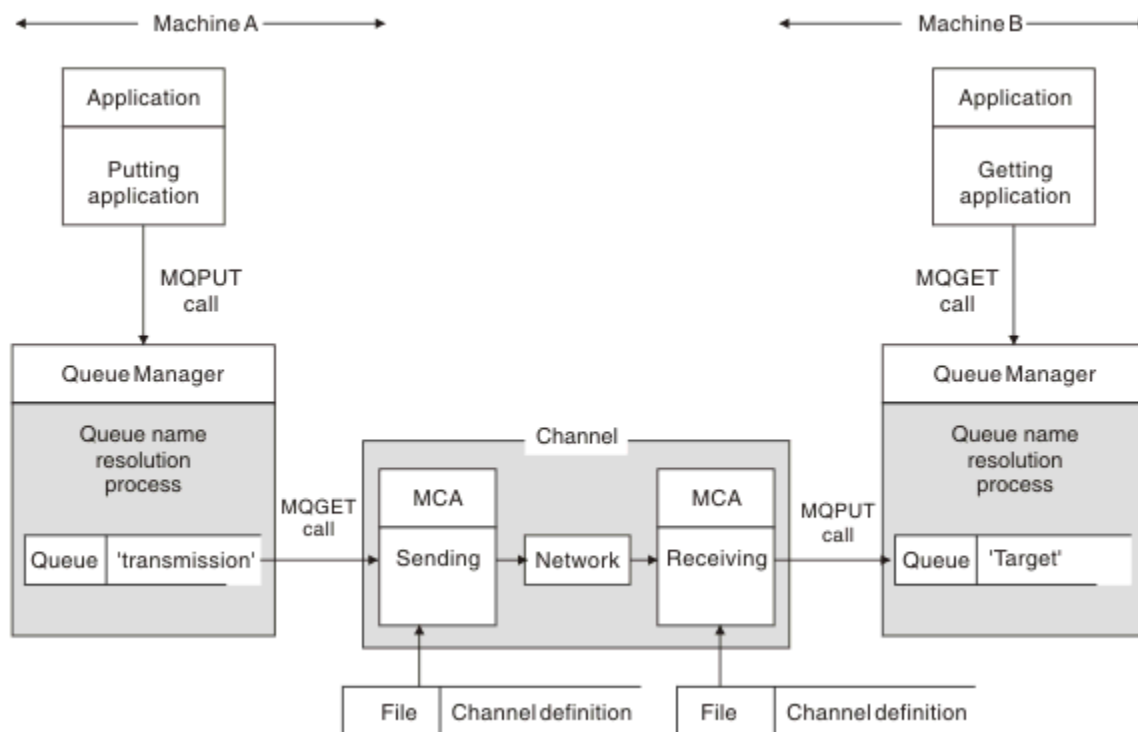 Machine A
Machine B
Application
Putting
application
Application
Getting
application
MQPUT
call
MQGET
call
Queue Manager
Queue name
resolution
process
Queue 'transmission'
MQGET
call
Channel
MCA
Sending
Network
MCA
Receiving
MQPUT
call
Queue Manager
Queue name
resolution
process
Queue 'Target'
File Channel definition
File Channel definition